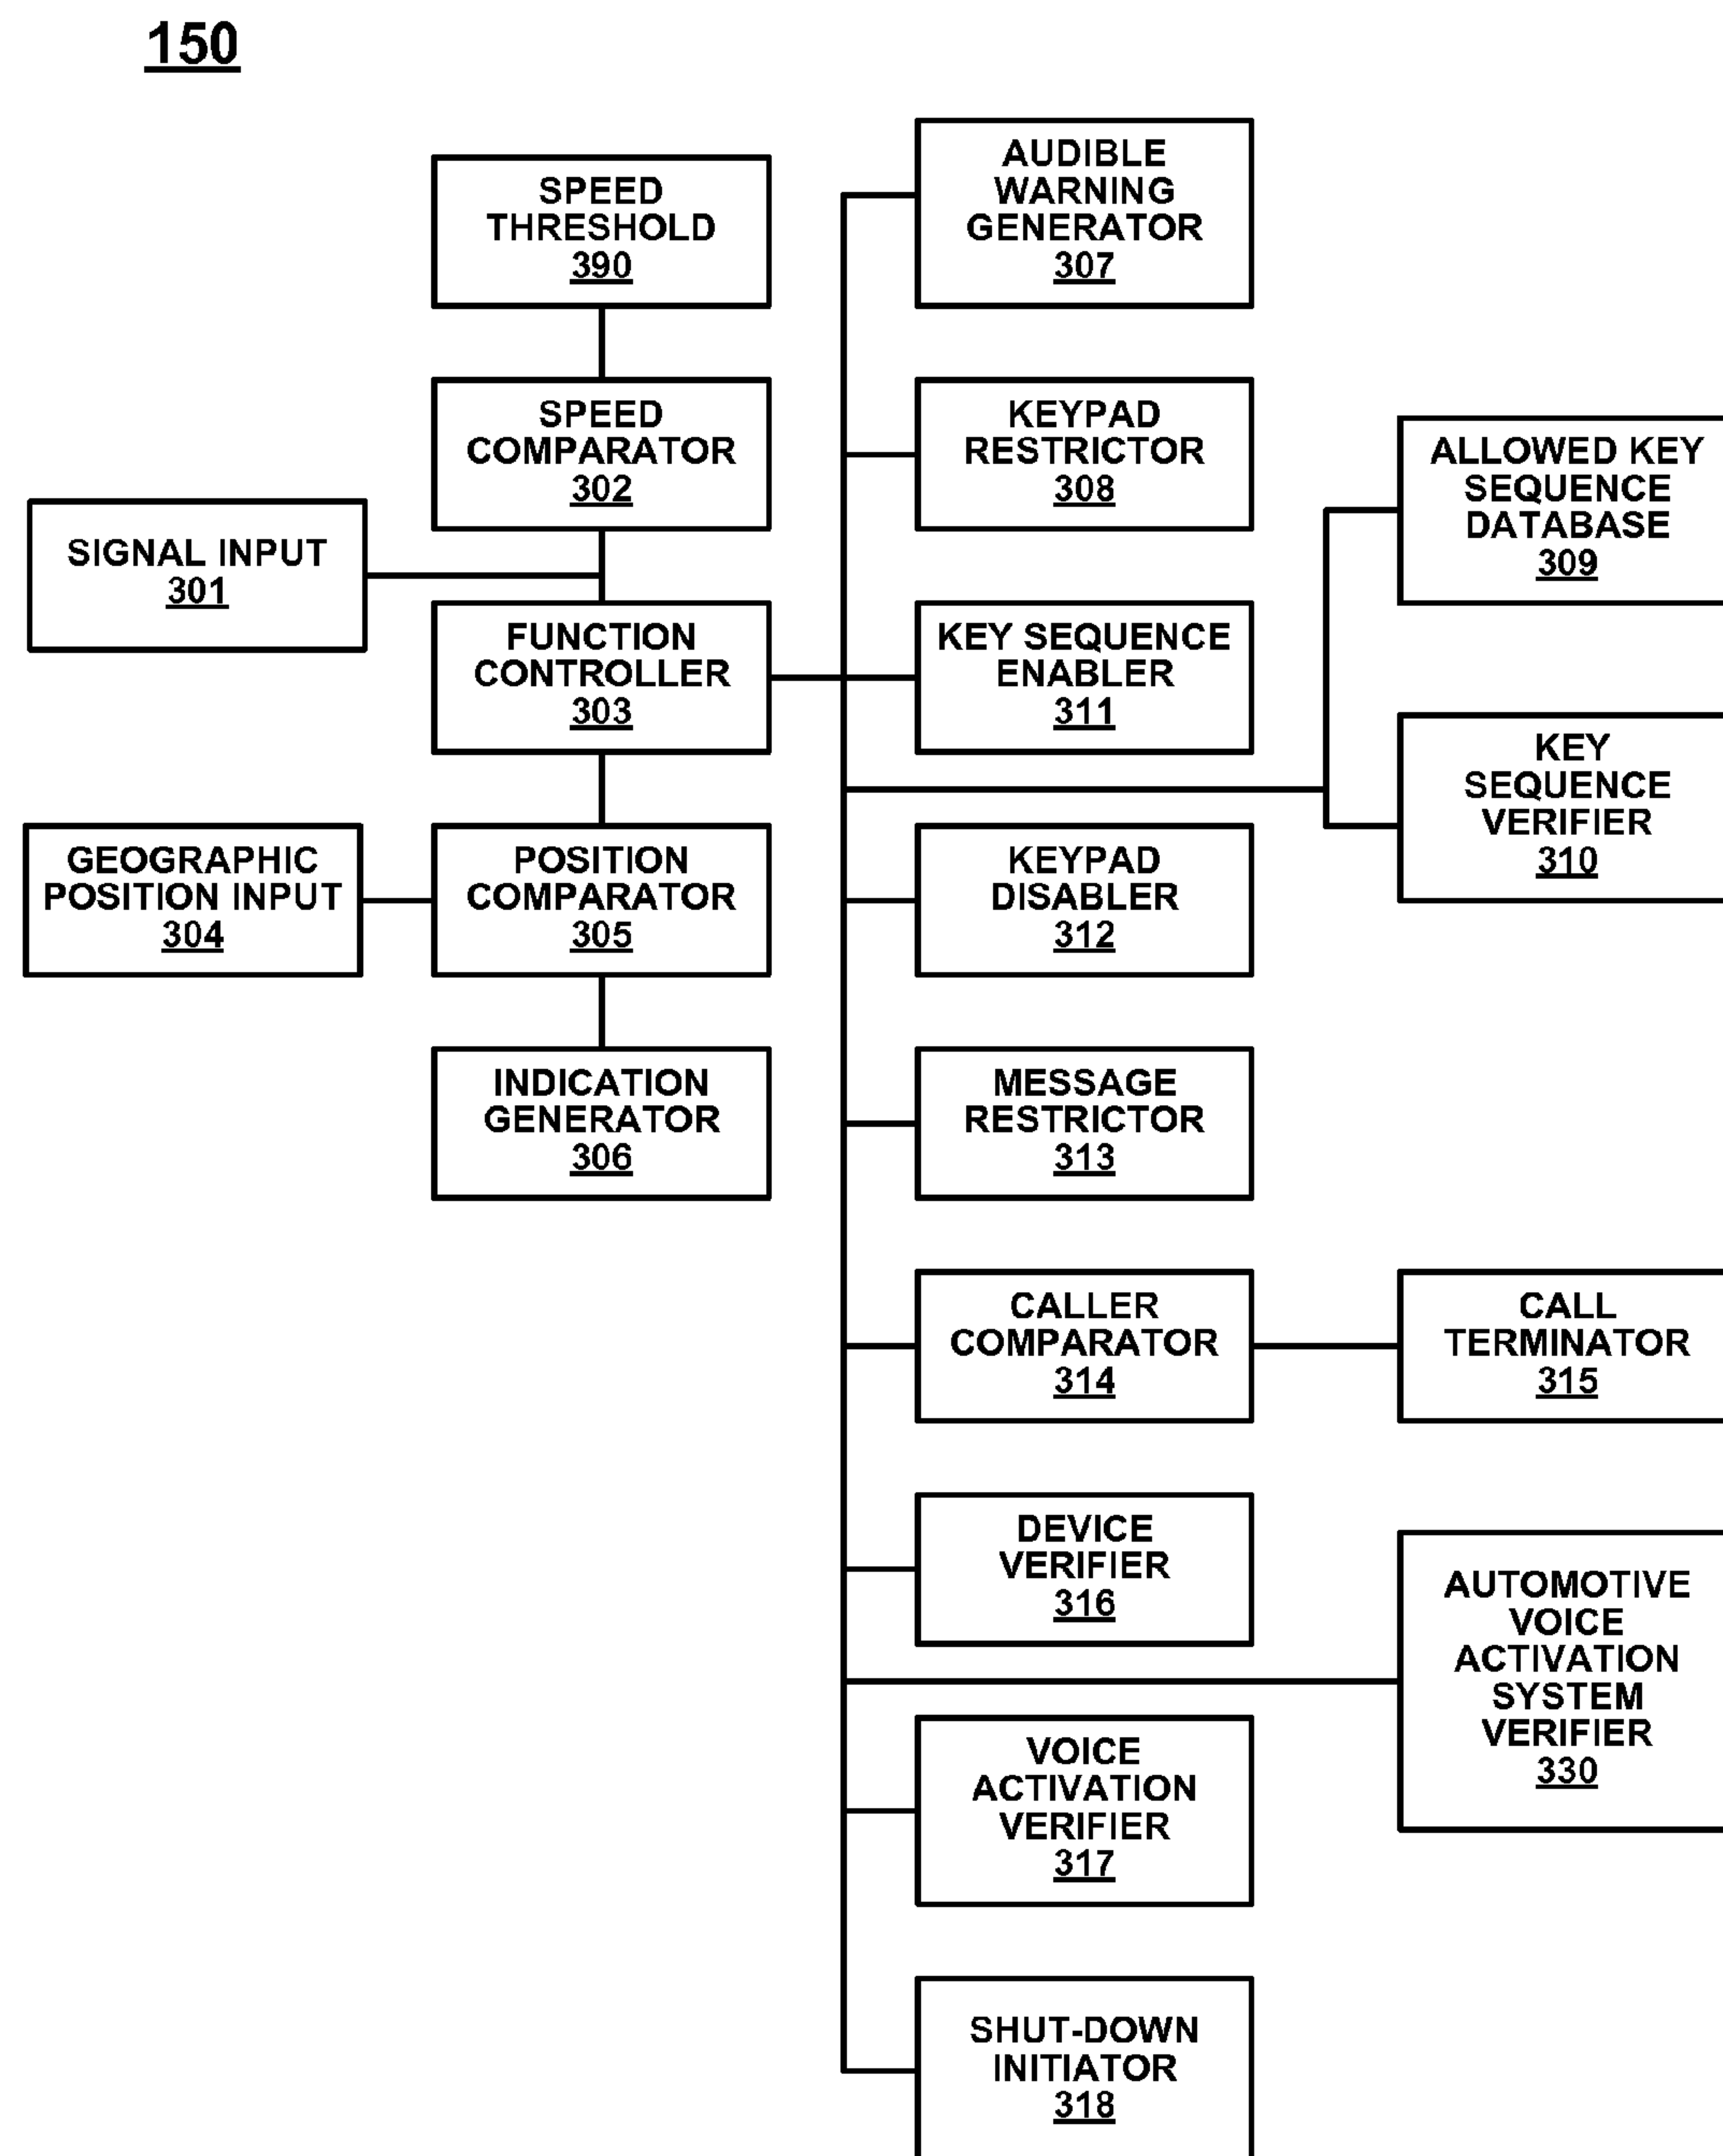 150
SPEED
THRESHOLD
390
SPEED
COMPARATOR
302
SIGNAL INPUT
301
FUNCTION
CONTROLLER
303
GEOGRAPHIC
POSITION INPUT
304
POSITION
COMPARATOR
305
INDICATION
GENERATOR
306
AUDIBLE
WARNING
GENERATOR
307
KEYPAD
RESTRICTOR
308
KEY SEQUENCE
ENABLER
311
ALLOWED KEY
SEQUENCE
DATABASE
309
KEY
SEQUENCE
VERIFIER
310
KEYPAD
DISABLER
312
MESSAGE
RESTRICTOR
313
CALLER
COMPARATOR
314
CALL
TERMINATOR
315
DEVICE
VERIFIER
316
AUTOMOTIVE
VOICE
ACTIVATION
SYSTEM
VERIFIER
330
VOICE
ACTIVATION
VERIFIER
317
SHUT-DOWN
INITIATOR
318